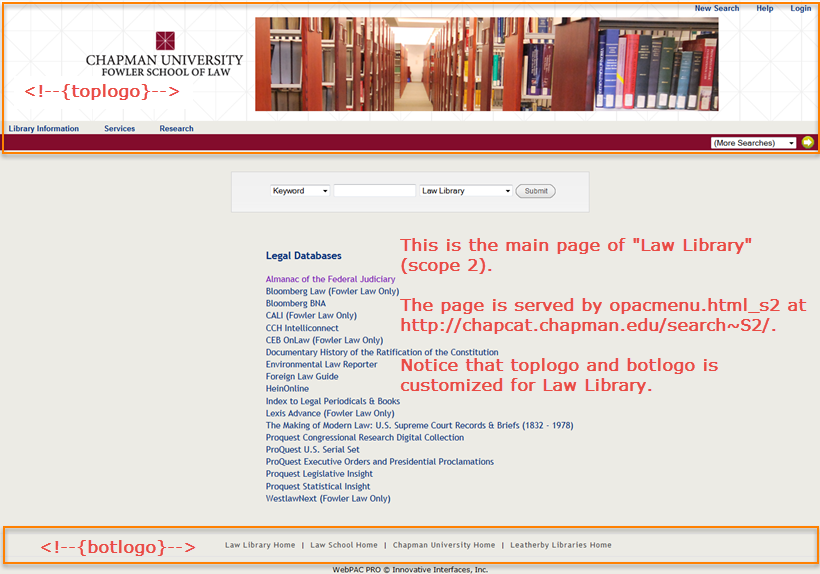 New Search Help Login
CHAPMAN UNIVERSITY
FOWLER SCHOOL OF LAW
<!--{toplogo}-->
Library Information Services Research
(More Searches)
Keyword Law Library Submit
This is the main page of "Law Library"
(scope 2).
The page is served by opacmenu.html_s2 at
http://chapcat.chapman.edu/search~S2/.
Notice that toplogo and botlogo is
customized for Law Library.
Legal Databases
Almanac of the Federal Judiciary
Bloomberg Law (Fowler Law Only)
Bloomberg BNA
CALI (Fowler Law Only)
CCH Intelliconnect
CEB OnLaw (Fowler Law Only)
Documentary History of the Ratification of the Constitution
Environmental Law Reporter
Foreign Law Guide
HeinOnline
Index to Legal Periodicals & Books
Lexis Advance (Fowler Law Only)
The Making of Modern Law: U.S. Supreme Court Records & Briefs (1832 - 1978)
Proquest Congressional Research Digital Collection
ProQuest U.S. Serial Set
ProQuest Executive Orders and Presidential Proclamations
Proquest Legislative Insight
Proquest Statistical Insight
WestlawNext (Fowler Law Only)
<!--{botlogo}-->
Law Library Home | Law School Home | Chapman University Home | Leatherby Libraries Home
WebPAC PRO © Innovative Interfaces, Inc.